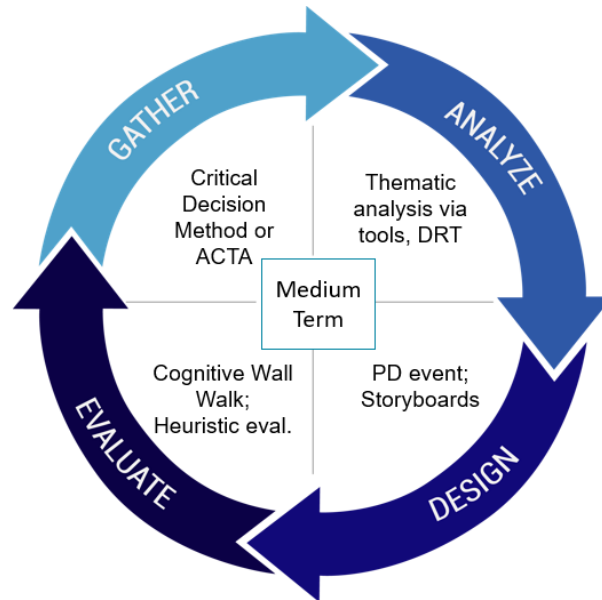 GATHER
ANALYZE
Critical
Decision
Method or
ACTA
Thematic
analysis via
tools, DRT
Medium
Term
Cognitive Wall
Walk;
Heuristic eval.
PD event;
Storyboards
EVALUATE
DESIGN